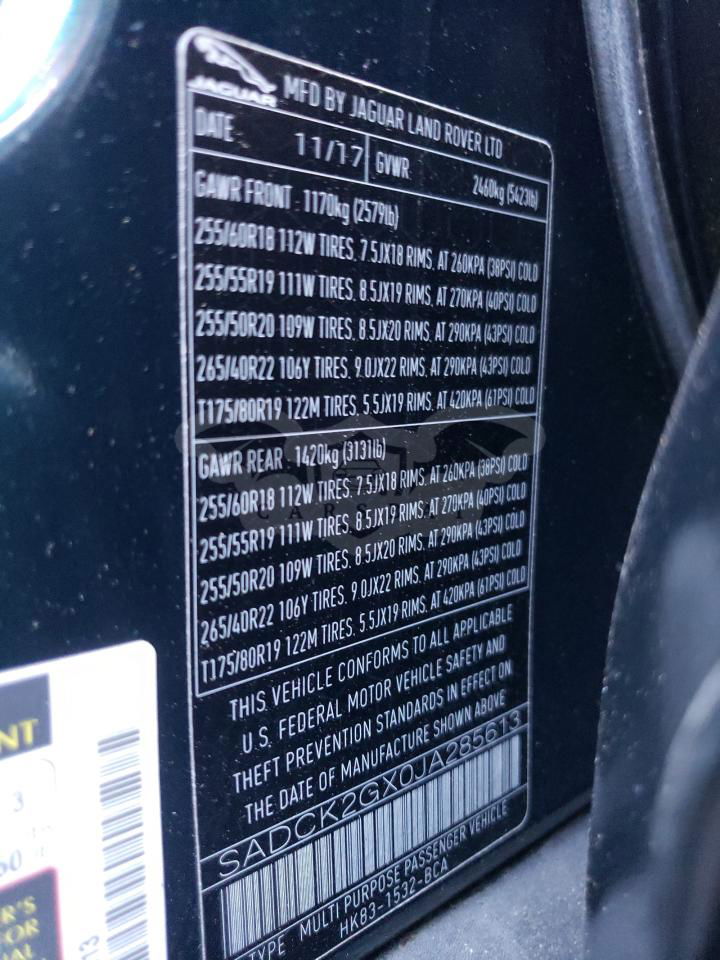 JAGUAR
MFD BY JAGUAR LAND ROVER LTD
DATE 11/17 GVWR 2460kg (5423lb)
GAWR FRONT 1170kg (2579lb)
255/60R18 112W TIRES, 7.5JX18 RIMS, AT 260KPA (38PSI) COLD
255/55R19 111W TIRES, 8.5JX19 RIMS, AT 270KPA (40PSI) COLD
255/50R20 109W TIRES, 8.5JX20 RIMS, AT 290KPA (43PSI) COLD
265/40R22 106Y TIRES, 9.0JX22 RIMS, AT 290KPA (43PSI) COLD
T175/80R19 122M TIRES, 5.5JX19 RIMS, AT 420KPA (61PSI) COLD
GAWR REAR 1420kg (3131lb)
255/60R18 112W TIRES, 7.5JX18 RIMS, AT 260KPA (38PSI) COLD
255/55R19 111W TIRES, 8.5JX19 RIMS, AT 270KPA (40PSI) COLD
255/50R20 109W TIRES, 8.5JX20 RIMS, AT 290KPA (43PSI) COLD
265/40R22 106Y TIRES, 9.0JX22 RIMS, AT 290KPA (43PSI) COLD
T175/80R19 122M TIRES, 5.5JX19 RIMS, AT 420KPA (61PSI) COLD
THIS VEHICLE CONFORMS TO ALL APPLICABLE
U.S. FEDERAL MOTOR VEHICLE SAFETY AND
THEFT PREVENTION STANDARDS IN EFFECT ON
THE DATE OF MANUFACTURE SHOWN ABOVE
SADCK2GX0JA285613
TYPE MULTI PURPOSE PASSENGER VEHICLE
HK83-1532-BCA
NT
3